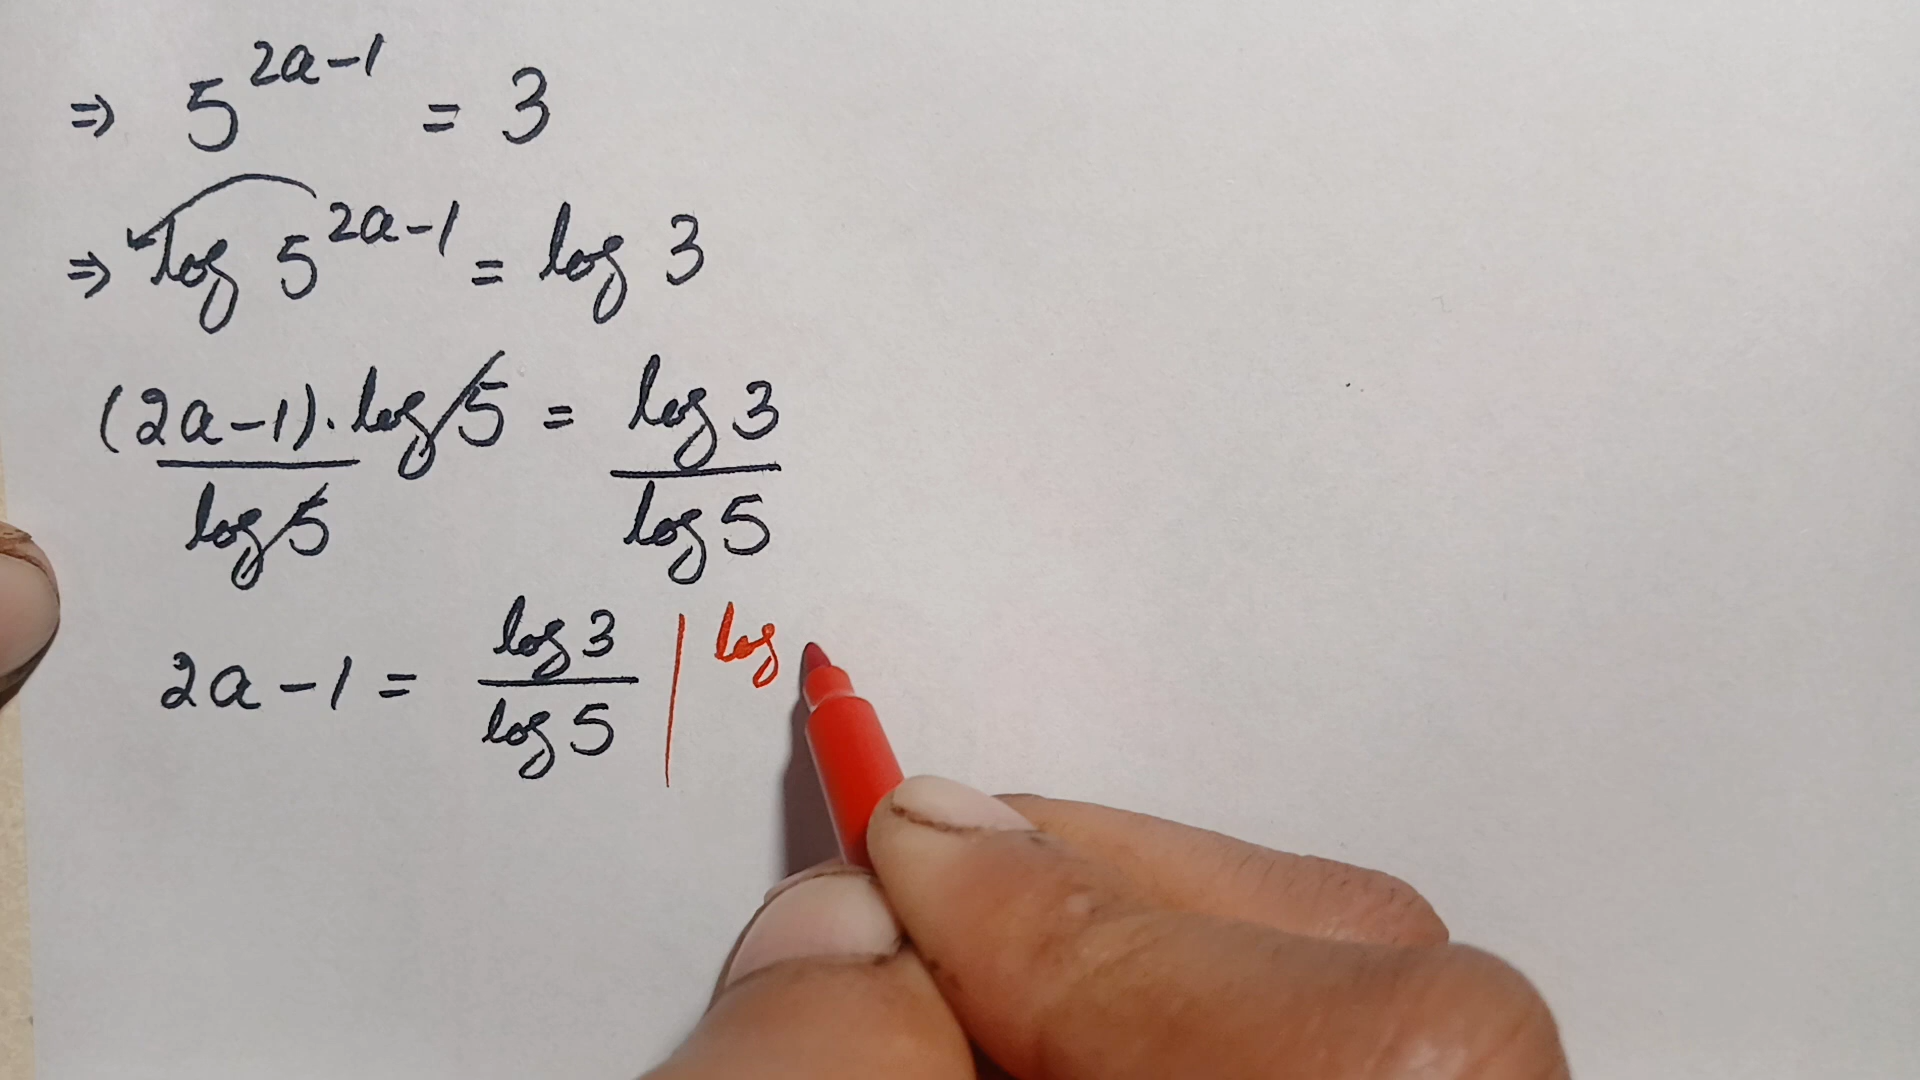 ⇒ 5^(2a-1) = 3
⇒ log 5^(2a-1) = log 3
(2a-1). log 5 / log 5 = log 3 / log 5
2a-1 = log 3 / log 5 | log